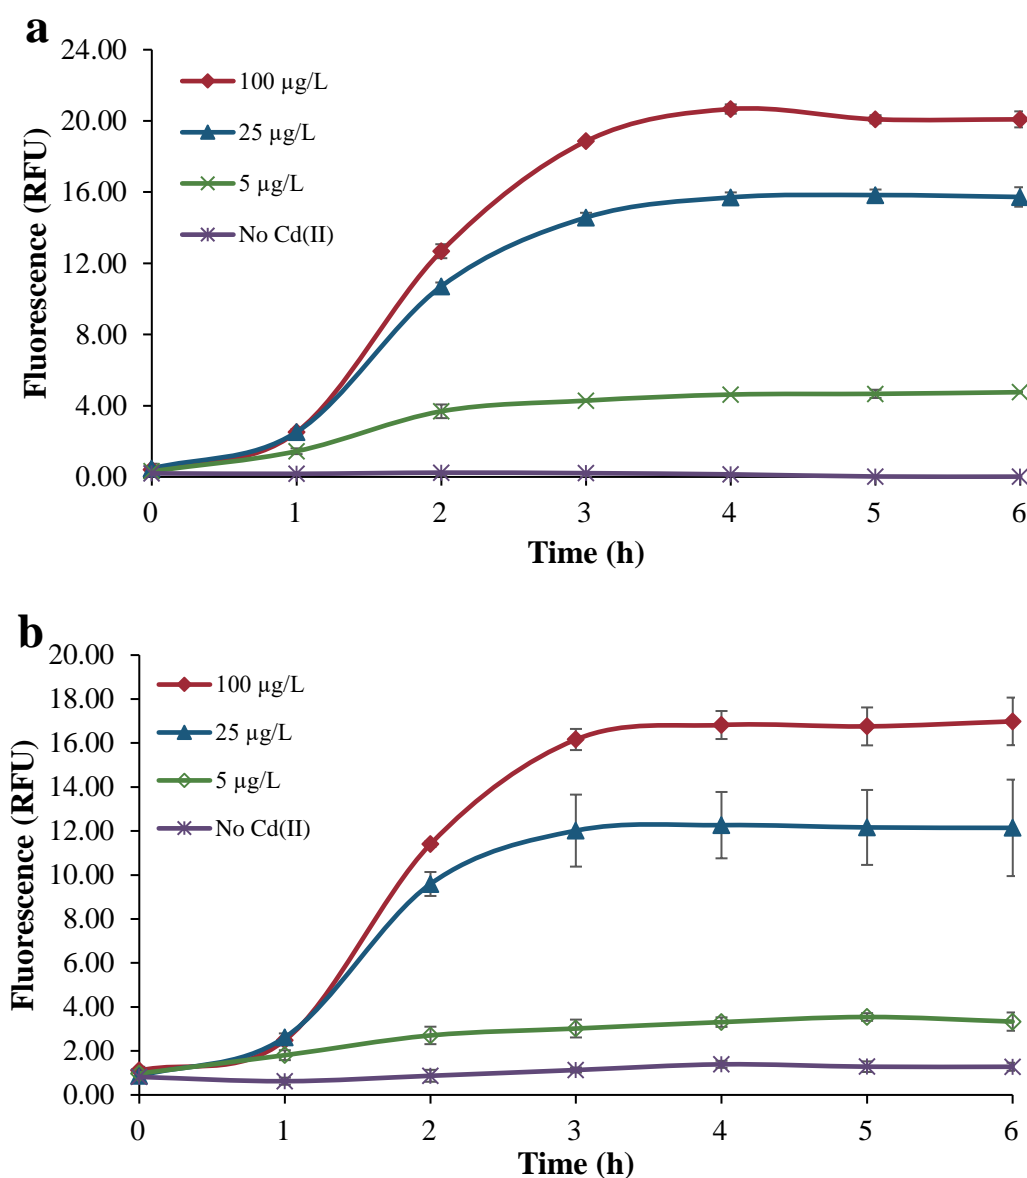 a
24.00
20.00
16.00
12.00
8.00
4.00
0.00
Fluorescence (RFU)
100 µg/L
25 µg/L
5 µg/L
No Cd(II)
0 1 2 3 4 5 6
Time (h)
b
20.00
18.00
16.00
14.00
12.00
10.00
8.00
6.00
4.00
2.00
0.00
Fluorescence (RFU)
100 µg/L
25 µg/L
5 µg/L
No Cd(II)
0 1 2 3 4 5 6
Time (h)